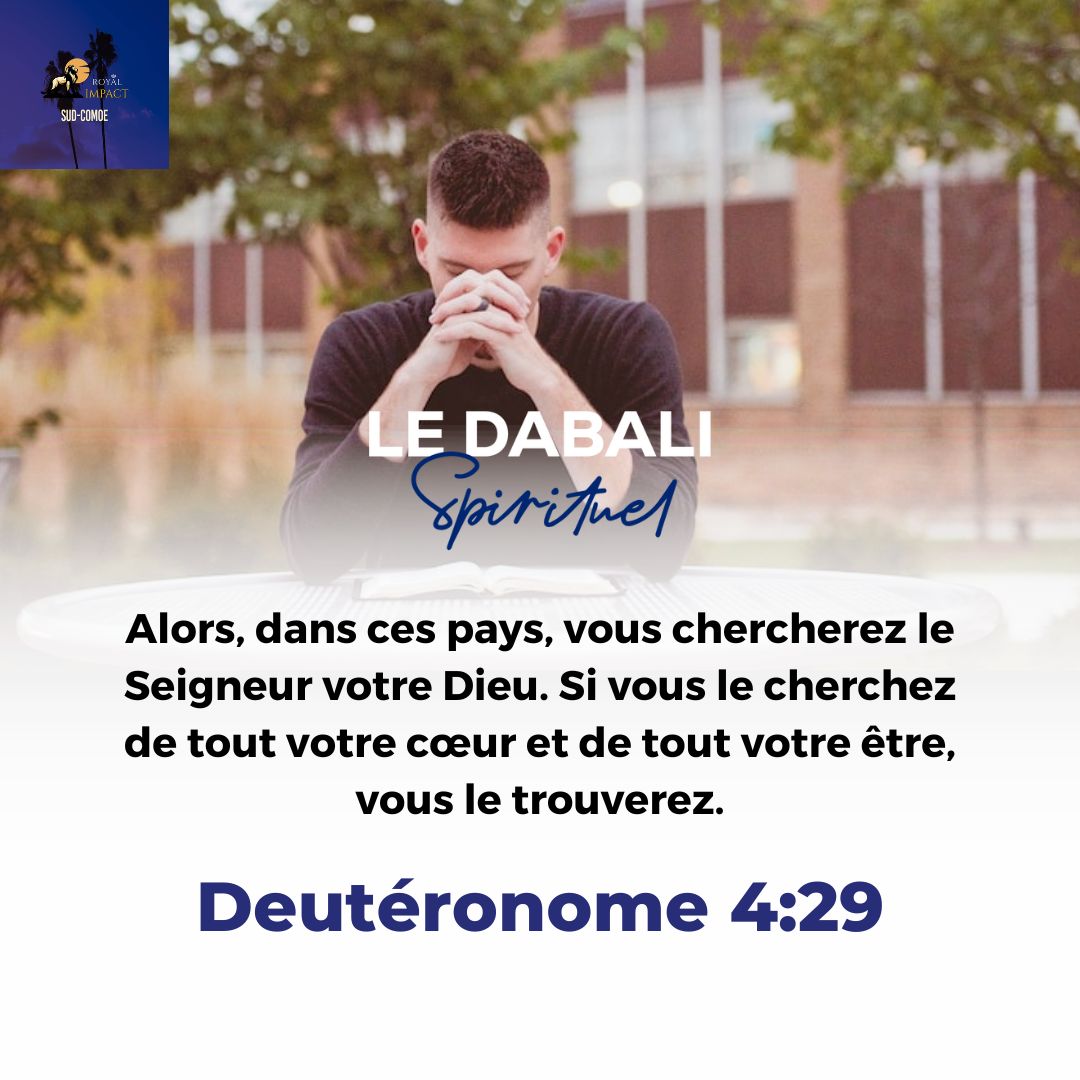 ROYAL
IMPACT
SUD-COMOE
LE DABALI
Spirituel
Alors, dans ces pays, vous chercherez le
Seigneur votre Dieu. Si vous le cherchez
de tout votre cœur et de tout votre être,
vous le trouverez.
Deutéronome 4:29